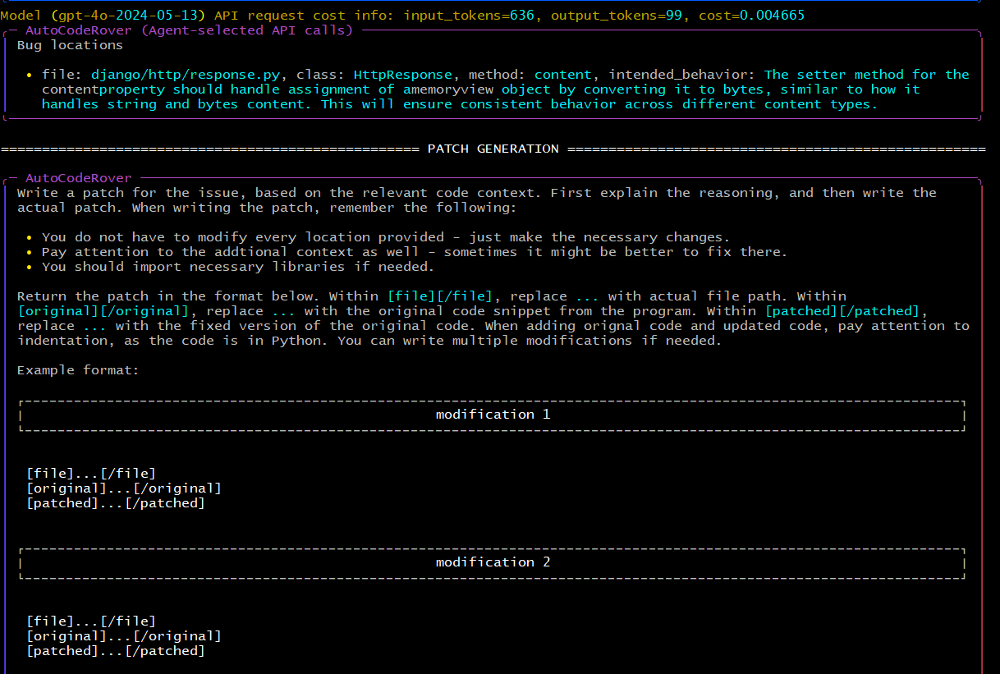 Model (gpt-4o-2024-05-13) API request cost info: input_tokens=636, output_tokens=99, cost=0.004665
AutoCodeRover (Agent-selected API calls)
Bug locations
• file: django/http/response.py, class: HttpResponse, method: content, intended_behavior: The setter method for the
contentproperty should handle assignment of amemoryview object by converting it to bytes, similar to how it
handles string and bytes content. This will ensure consistent behavior across different content types.
=================================================== PATCH GENERATION ===================================================
AutoCodeRover
Write a patch for the issue, based on the relevant code context. First explain the reasoning, and then write the
actual patch. When writing the patch, remember the following:
• You do not have to modify every location provided - just make the necessary changes.
• Pay attention to the addtional context as well - sometimes it might be better to fix there.
• You should import necessary libraries if needed.
Return the patch in the format below. Within [file][/file], replace ... with actual file path. Within
[original][/original], replace ... with the original code snippet from the program. Within [patched][/patched],
replace ... with the fixed version of the original code. When adding orignal code and updated code, pay attention to
indentation, as the code is in Python. You can write multiple modifications if needed.
Example format:
modification 1
[file]...[/file]
[original]...[/original]
[patched]...[/patched]
modification 2
[file]...[/file]
[original]...[/original]
[patched]...[/patched]